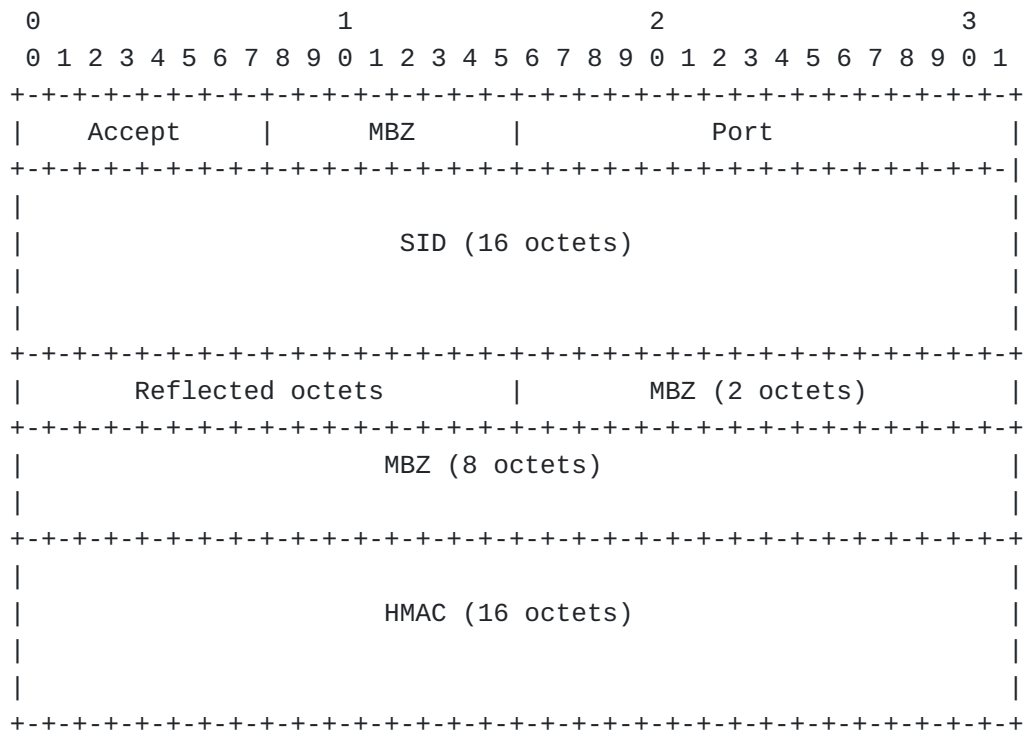 0                   1                   2                   3
 0 1 2 3 4 5 6 7 8 9 0 1 2 3 4 5 6 7 8 9 0 1 2 3 4 5 6 7 8 9 0 1
+-+-+-+-+-+-+-+-+-+-+-+-+-+-+-+-+-+-+-+-+-+-+-+-+-+-+-+-+-+-+-+-+
|    Accept     |      MBZ      |            Port               |
+-+-+-+-+-+-+-+-+-+-+-+-+-+-+-+-+-+-+-+-+-+-+-+-+-+-+-+-+-+-+-+-|
|                                                               |
|                        SID (16 octets)                        |
|                                                               |
|                                                               |
+-+-+-+-+-+-+-+-+-+-+-+-+-+-+-+-+-+-+-+-+-+-+-+-+-+-+-+-+-+-+-+-+
|       Reflected octets        |        MBZ (2 octets)         |
+-+-+-+-+-+-+-+-+-+-+-+-+-+-+-+-+-+-+-+-+-+-+-+-+-+-+-+-+-+-+-+-+
|                       MBZ (8 octets)                          |
|                                                               |
+-+-+-+-+-+-+-+-+-+-+-+-+-+-+-+-+-+-+-+-+-+-+-+-+-+-+-+-+-+-+-+-+
|                                                               |
|                       HMAC (16 octets)                        |
|                                                               |
|                                                               |
+-+-+-+-+-+-+-+-+-+-+-+-+-+-+-+-+-+-+-+-+-+-+-+-+-+-+-+-+-+-+-+-+